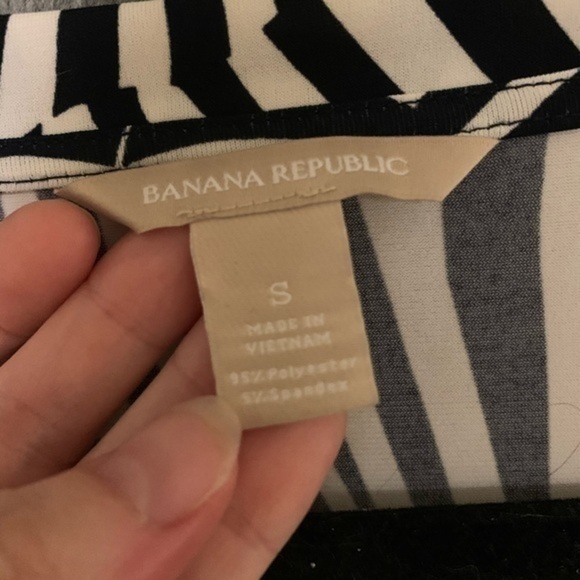 BANANA REPUBLIC
S
MADE IN
VIETNAM
95% Polyester
5% Spandex